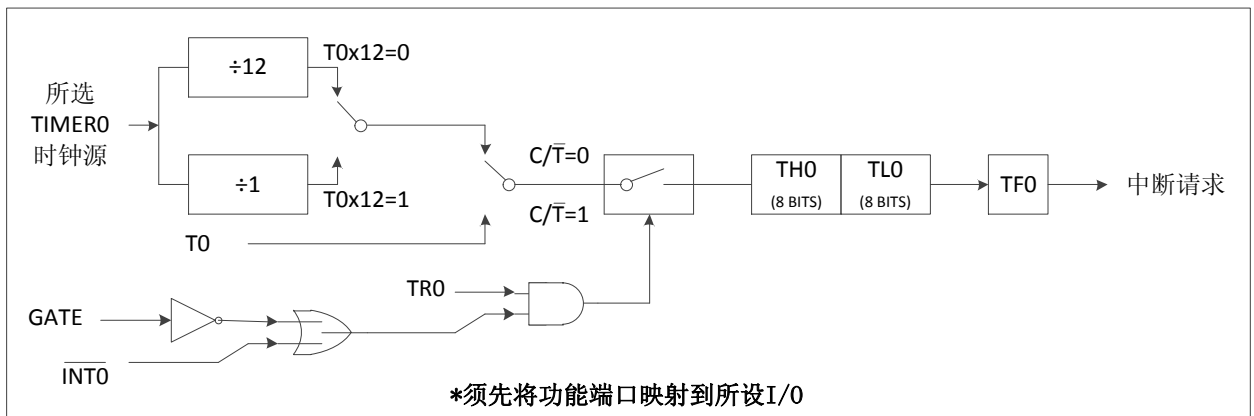 ÷12
T0x12=0
所选
TIMER0
时钟源
÷1
T0x12=1
T0
C/T̅=0
C/T̅=1
TH0
(8 BITS)
TL0
(8 BITS)
TF0
中断请求
TR0
GATE
I̅N̅T̅0̅
*须先将功能端口映射到所设I/O